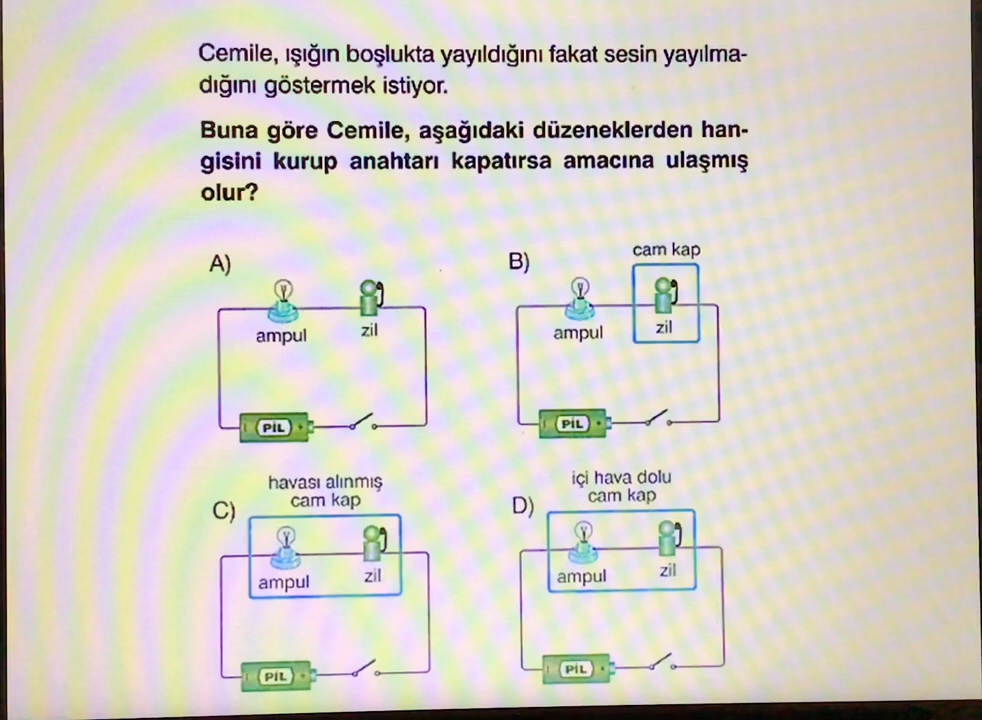 Cemile, ışığın boşlukta yayıldığını fakat sesin yayılma-
dığını göstermek istiyor.
Buna göre Cemile, aşağıdaki düzeneklerden han-
gisini kurup anahtarı kapatırsa amacına ulaşmış
olur?
A)
ampul
zil
PİL
B)
cam kap
ampul
zil
PİL
C)
havası alınmış
cam kap
ampul
zil
PİL
D)
içi hava dolu
cam kap
ampul
zil
PİL